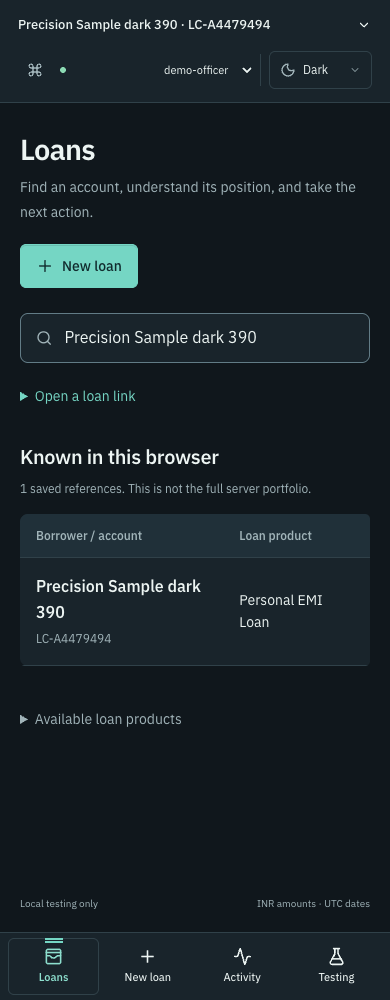 Precision Sample dark 390 · LC-A4479494
⌘
demo-officer
Dark
Loans
Find an account, understand its position, and take the
next action.
New loan
Precision Sample dark 390
Open a loan link
Known in this browser
1 saved references. This is not the full server portfolio.
Borrower / account Loan product
Precision Sample dark
390
LC-A4479494
Personal EMI
Loan
Available loan products
Local testing only
INR amounts · UTC dates
Loans
New loan
Activity
Testing